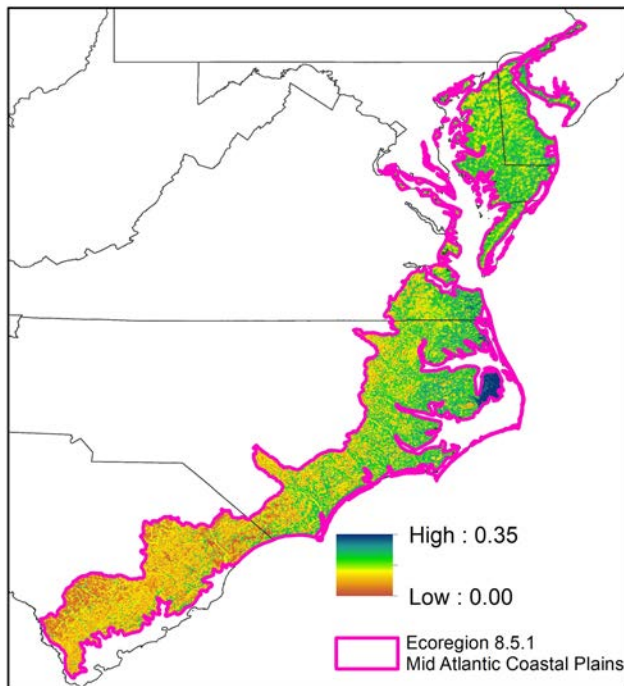 High : 0.35
Low : 0.00
Ecoregion 8.5.1
Mid Atlantic Coastal Plains